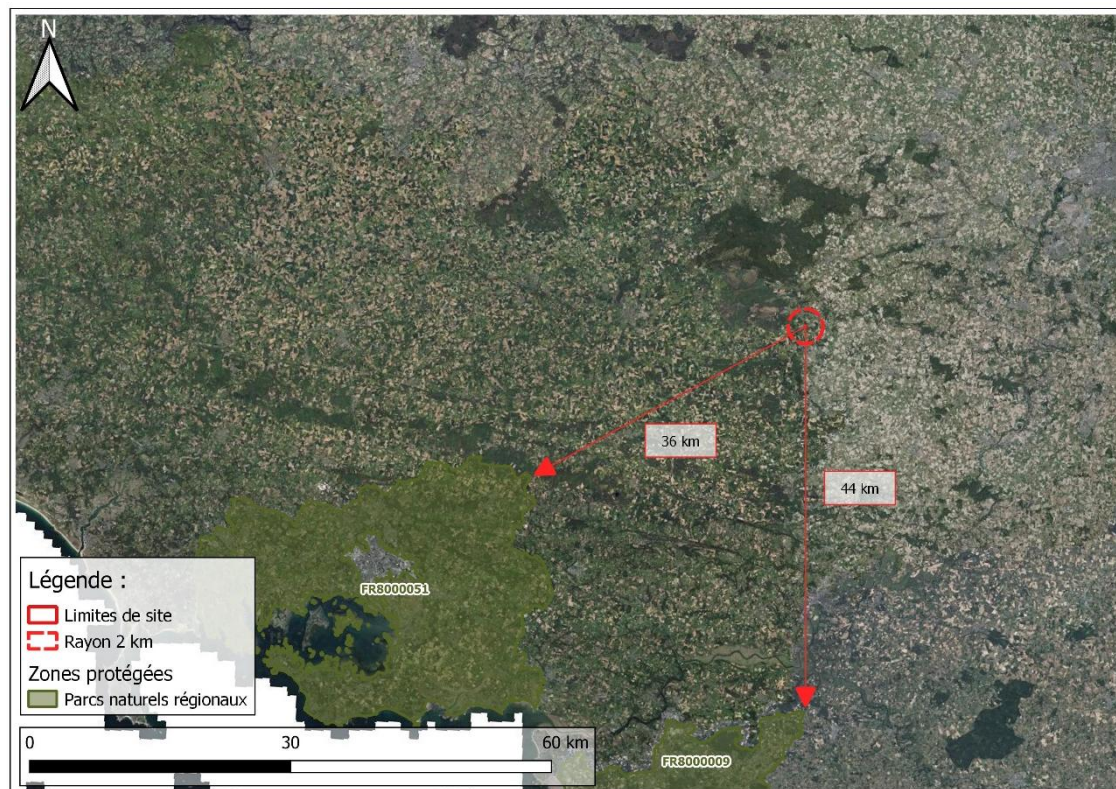 N
36 km
44 km
FR8000051
FR8000009
Légende :
Limites de site
Rayon 2 km
Zones protégées
Parcs naturels régionaux
0 30 60 km